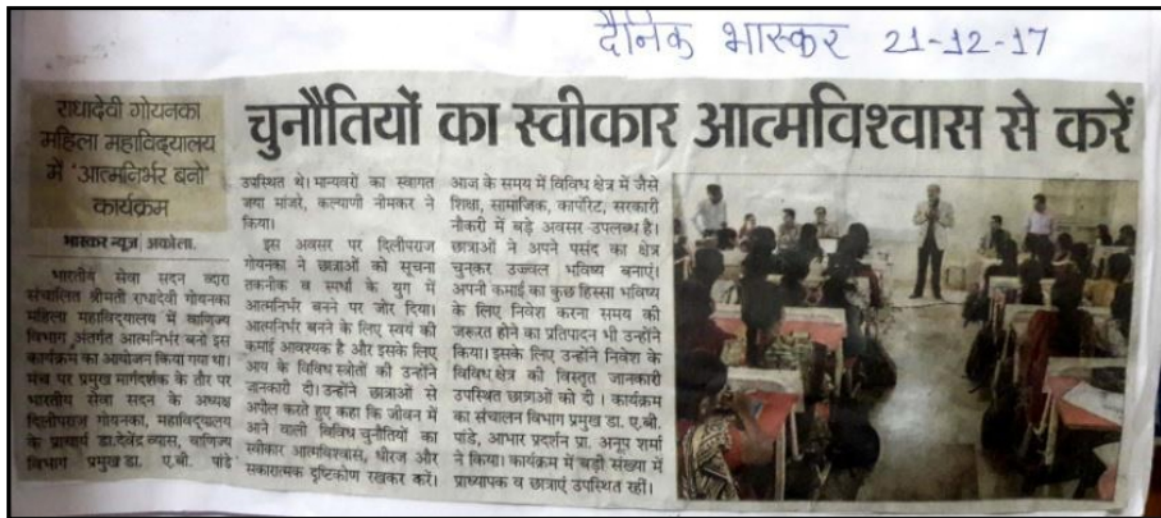 दैनिक भास्कर 21-12-17
राधादेवी गोयनका
महिला महाविद्यालय
में 'आत्मनिर्भर बनो'
कार्यक्रम
चुनौतियों का स्वीकार आत्मविश्वास से करें
भास्कर न्यूज | अकोला.
भारतीय सेवा सदन व्दारा
संचालित श्रीमती राधादेवी गोयनका
महिला महाविद्यालय में वाणिज्य
विभाग अंतर्गत आत्मनिर्भर बनो इस
कार्यक्रम का आयोजन किया गया था।
मंच पर प्रमुख मार्गदर्शक के तौर पर
भारतीय सेवा सदन के अध्यक्ष
दिलीपराज गोयनका, महाविद्यालय
के प्राचार्य डा.देवेंद्र व्यास, वाणिज्य
विभाग प्रमुख डा. ए.बी. पांडे
उपस्थित थे। मान्यवरों का स्वागत
जया मांजरे, कल्याणी नीमकर ने
किया।
इस अवसर पर दिलीपराज
गोयनका ने छात्राओं को सूचना
तकनीक व स्पर्धा के युग में
आत्मनिर्भर बनने पर जोर दिया।
आत्मनिर्भर बनने के लिए स्वयं की
कमाई आवश्यक है और इसके लिए
आय के विविध स्त्रोतों की उन्होंने
जानकारी दी। उन्होंने छात्राओं से
अपील करते हुए कहा कि जीवन में
आने वाली विविध चुनौतियों का
स्वीकार आत्मविश्वास, धीरज और
सकारात्मक दृष्टिकोण रखकर करें।
आज के समय में विविध क्षेत्र में जैसे
शिक्षा, सामाजिक, कार्पोरेट, सरकारी
नौकरी में बड़े अवसर उपलब्ध है।
छात्राओं ने अपने पसंद का क्षेत्र
चुनकर उज्वल भविष्य बनाएं।
अपनी कमाई का कुछ हिस्सा भविष्य
के लिए निवेश करना समय की
जरूरत होने का प्रतिपादन भी उन्होंने
किया। इसके लिए उन्होंने निवेश के
विविध क्षेत्र की विस्तृत जानकारी
उपस्थित छात्राओं को दी । कार्यक्रम
का संचालन विभाग प्रमुख डा. ए.बी.
पांडे, आभार प्रदर्शन प्रा. अनूप शर्मा
ने किया। कार्यक्रम में बड़ी संख्या में
प्राध्यापक व छात्राएं उपस्थित रहीं।